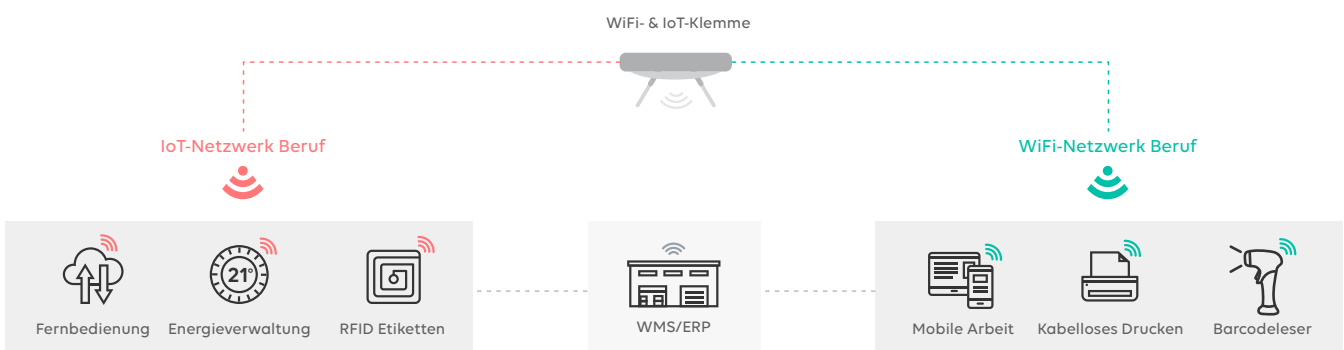 WiFi- & IoT-Klemme
IoT-Netzwerk Beruf
WiFi-Netzwerk Beruf
21°
Fernbedienung
Energieverwaltung
RFID Etiketten
WMS/ERP
Mobile Arbeit
Kabelloses Drucken
Barcodeleser